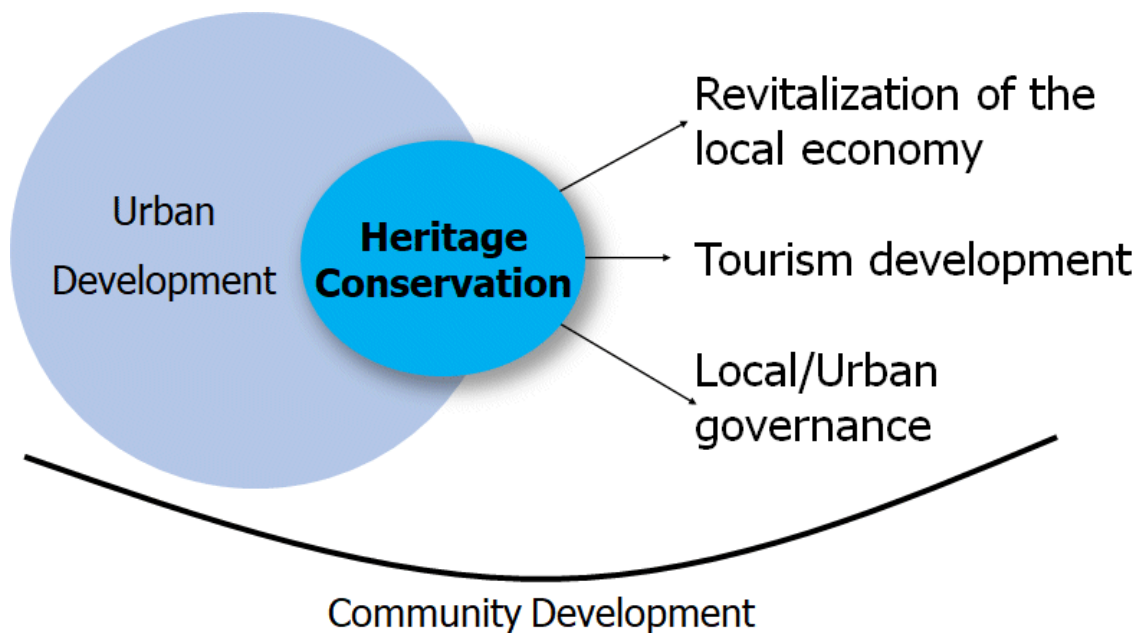 Urban
Development
Heritage
Conservation
Revitalization of the
local economy
Tourism development
Local/Urban
governance
Community Development